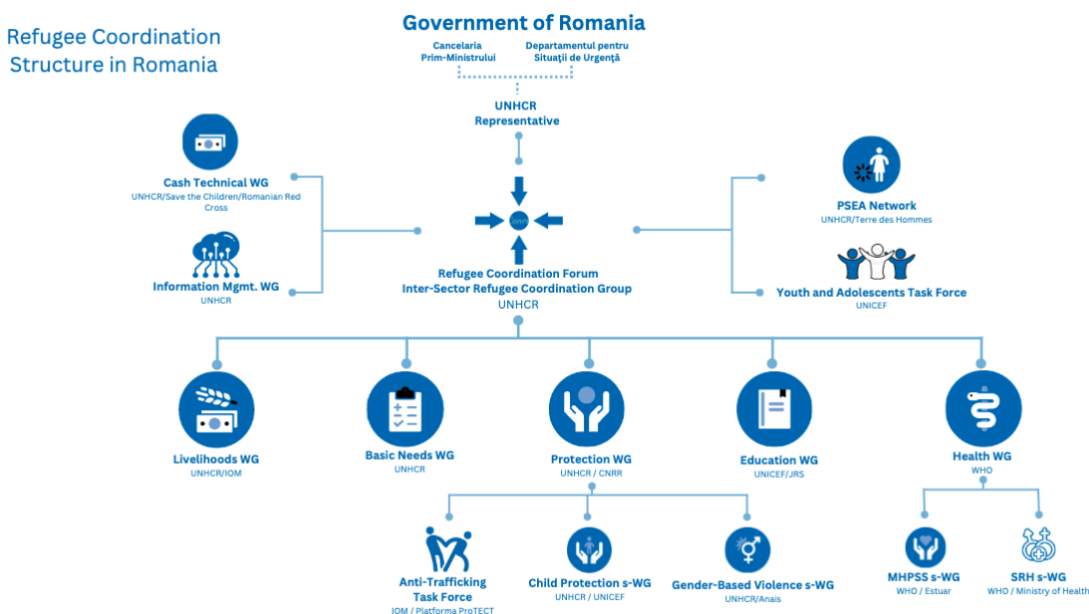 Refugee Coordination
Structure in Romania
Government of Romania
Cancelaria
Prim-Ministrului
Departamentul pentru
Situații de Urgență
UNHCR
Representative
Cash Technical WG
UNHCR/Save the Children/Romanian Red
Cross
PSEA Network
UNHCR/Terre des Hommes
Information Mgmt. WG
UNHCR
Refugee Coordination Forum
Inter-Sector Refugee Coordination Group
UNHCR
Youth and Adolescents Task Force
UNICEF
Livelihoods WG
UNHCR/IOM
Basic Needs WG
UNHCR
Protection WG
UNHCR / CNRR
Education WG
UNICEF/JRS
Health WG
WHO
Anti-Trafficking
Task Force
IOM / Platforma ProTECT
Child Protection s-WG
UNHCR / UNICEF
Gender-Based Violence s-WG
UNHCR/Anais
MHPSS s-WG
WHO / Estuar
SRH s-WG
WHO / Ministry of Health